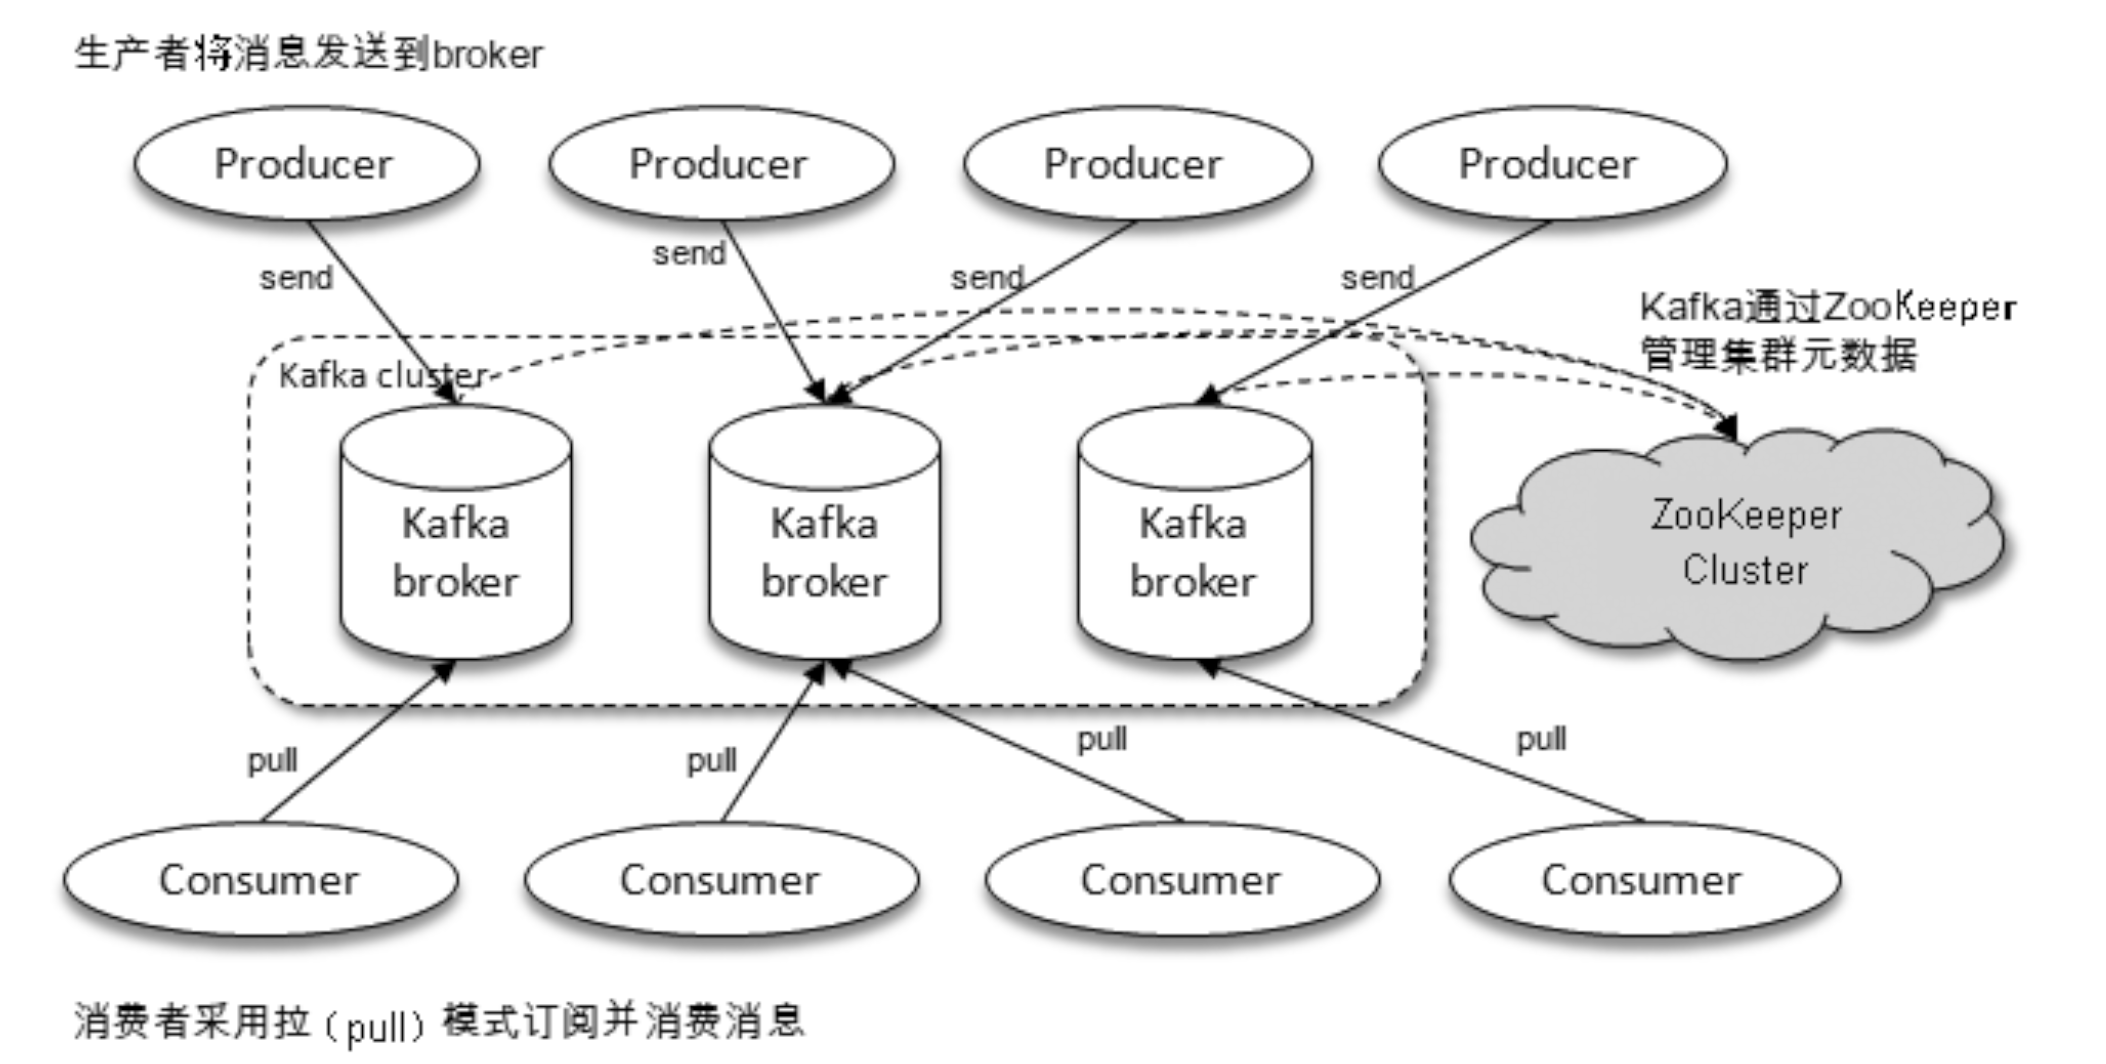 生产者将消息发送到broker
Producer
Producer
Producer
Producer
send
send
send
send
Kafka通过ZooKeeper
管理集群元数据
Kafka cluster
Kafka
broker
Kafka
broker
Kafka
broker
ZooKeeper
Cluster
pull
pull
pull
pull
Consumer
Consumer
Consumer
Consumer
消费者采用拉（pull）模式订阅并消费消息